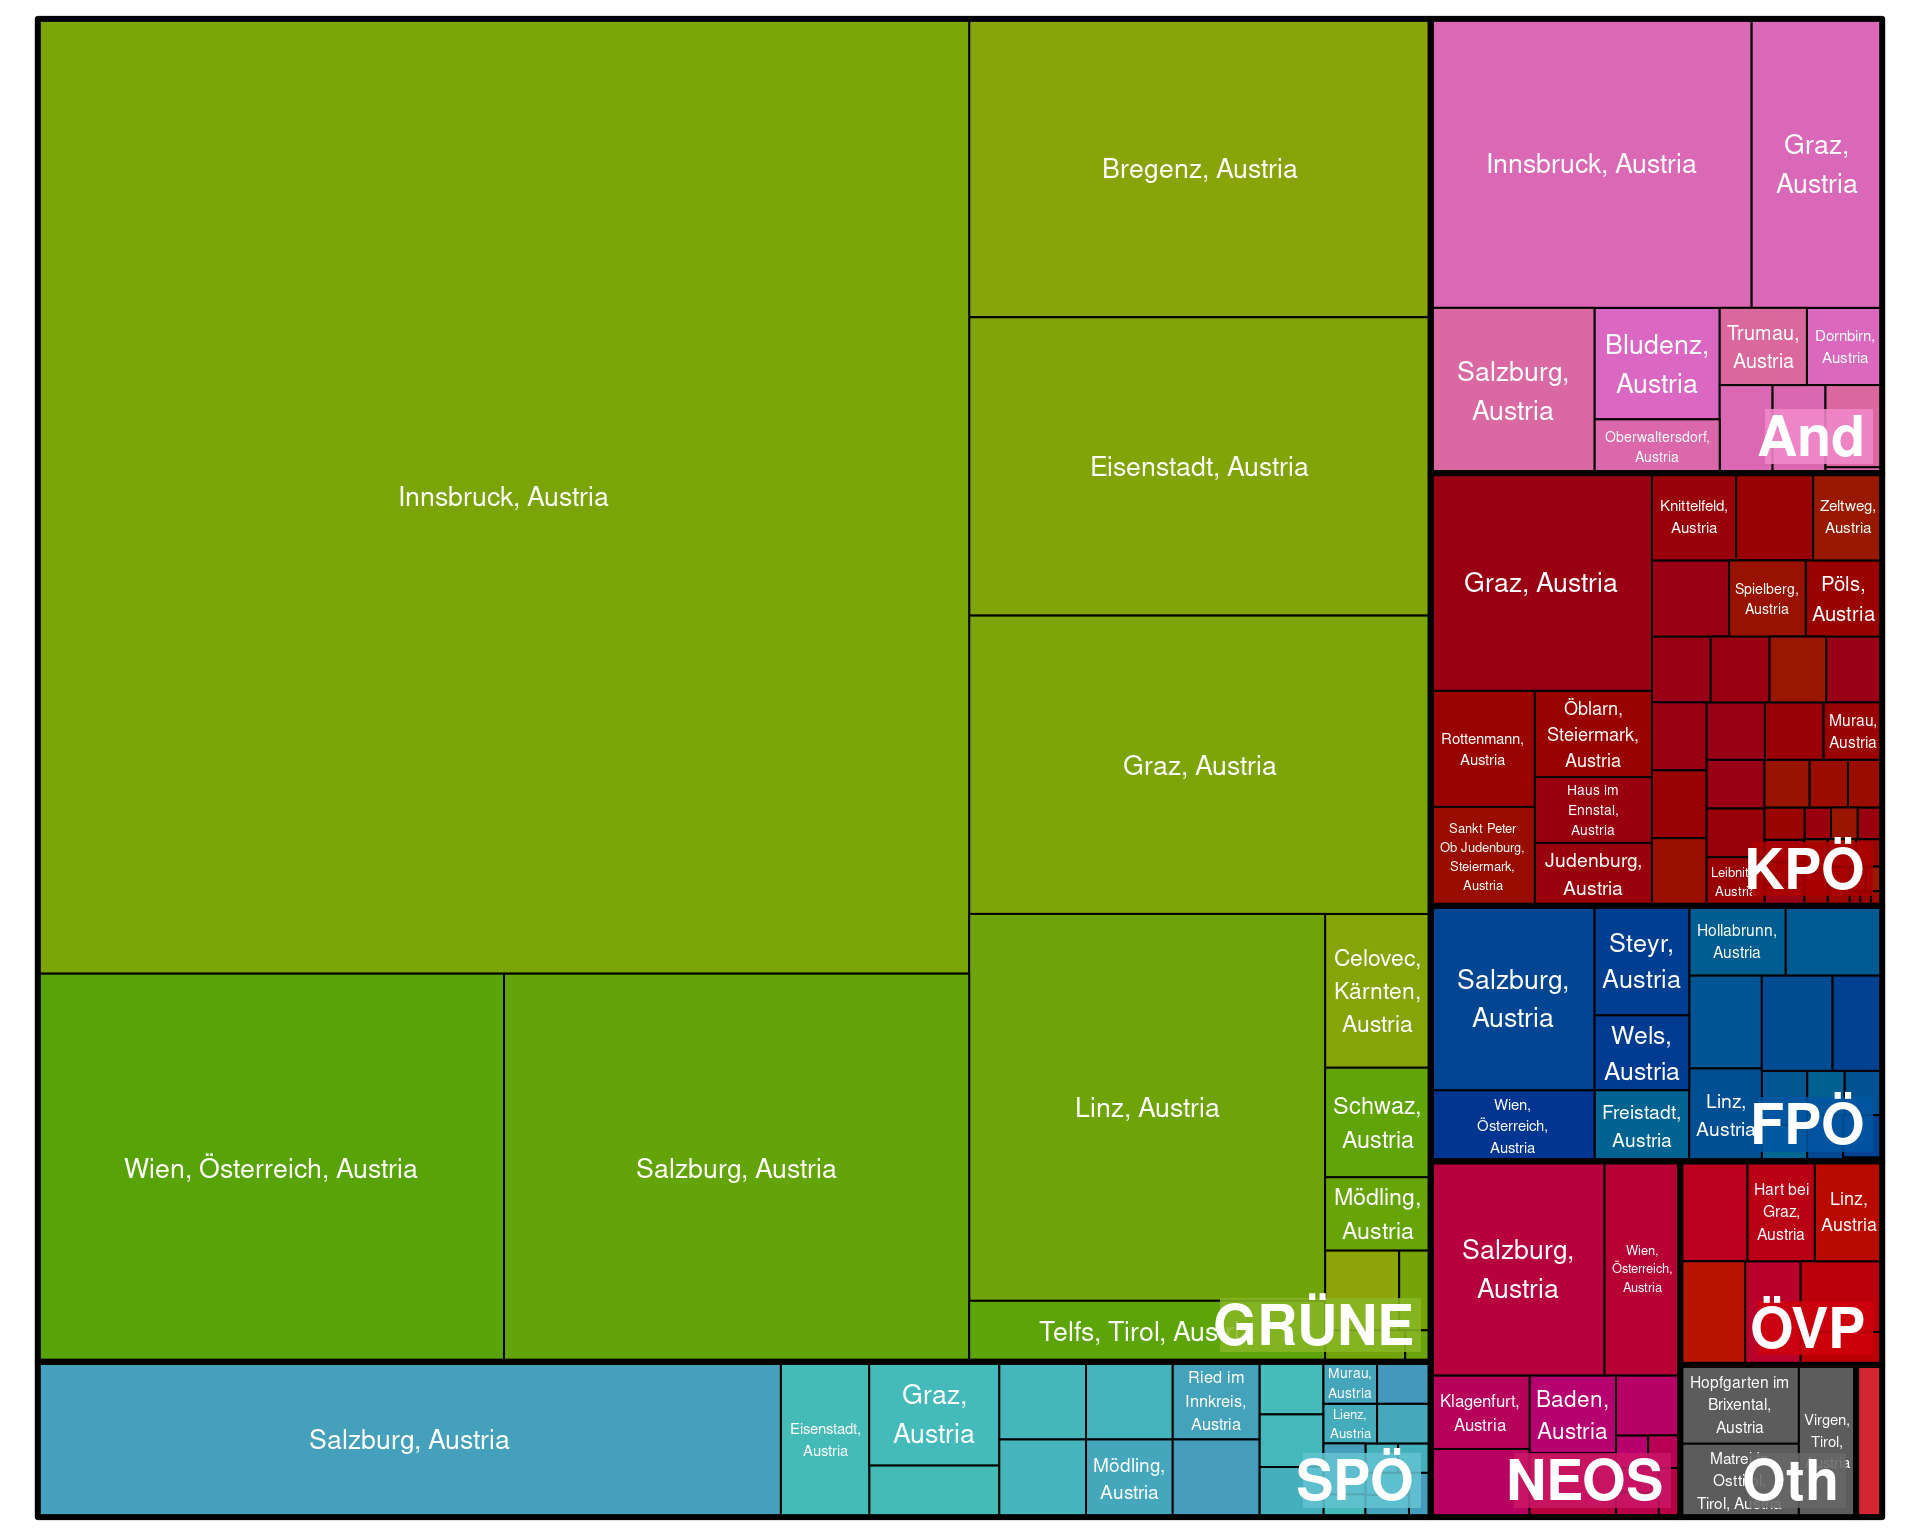 Innsbruck, Austria
Bregenz, Austria
Eisenstadt, Austria
Graz, Austria
Wien, Österreich, Austria
Salzburg, Austria
Linz, Austria
Celovec,
Kärnten,
Austria
Schwaz,
Austria
Mödling,
Austria
Telfs, Tirol,
GRÜNE
Innsbruck, Austria
Graz,
Austria
Salzburg,
Austria
Bludenz,
Austria
Trumau,
Austria
Dornbirn,
Austria
Oberwaltersdorf,
Austria
And
Graz, Austria
Knittelfeld,
Austria
Zeltweg,
Austria
Spielberg,
Austria
Pöls,
Austria
Rottenmann,
Austria
Öblarn,
Steiermark,
Austria
Murau,
Austria
Haus im
Ennstal,
Austria
Sankt Peter
Ob Judenburg,
Steiermark,
Austria
Judenburg,
Austria
KPÖ
Salzburg,
Austria
Steyr,
Austria
Hollabrunn,
Austria
Wels,
Austria
Wien,
Österreich,
Austria
Freistadt,
Austria
Linz,
Austria
FPÖ
Salzburg,
Austria
Wien,
Österreich,
Austria
Klagenfurt,
Austria
Baden,
Austria
NEOS
Hart bei
Graz,
Austria
Linz,
Austria
ÖVP
Hopfgarten im
Brixental,
Austria
Virgen,
Tirol,
Tirol, Austria
Oth
Salzburg, Austria
Eisenstadt,
Austria
Graz,
Austria
Mödling,
Austria
Ried im
Innkreis,
Austria
Murau,
Austria
Lienz,
Austria
SPÖ